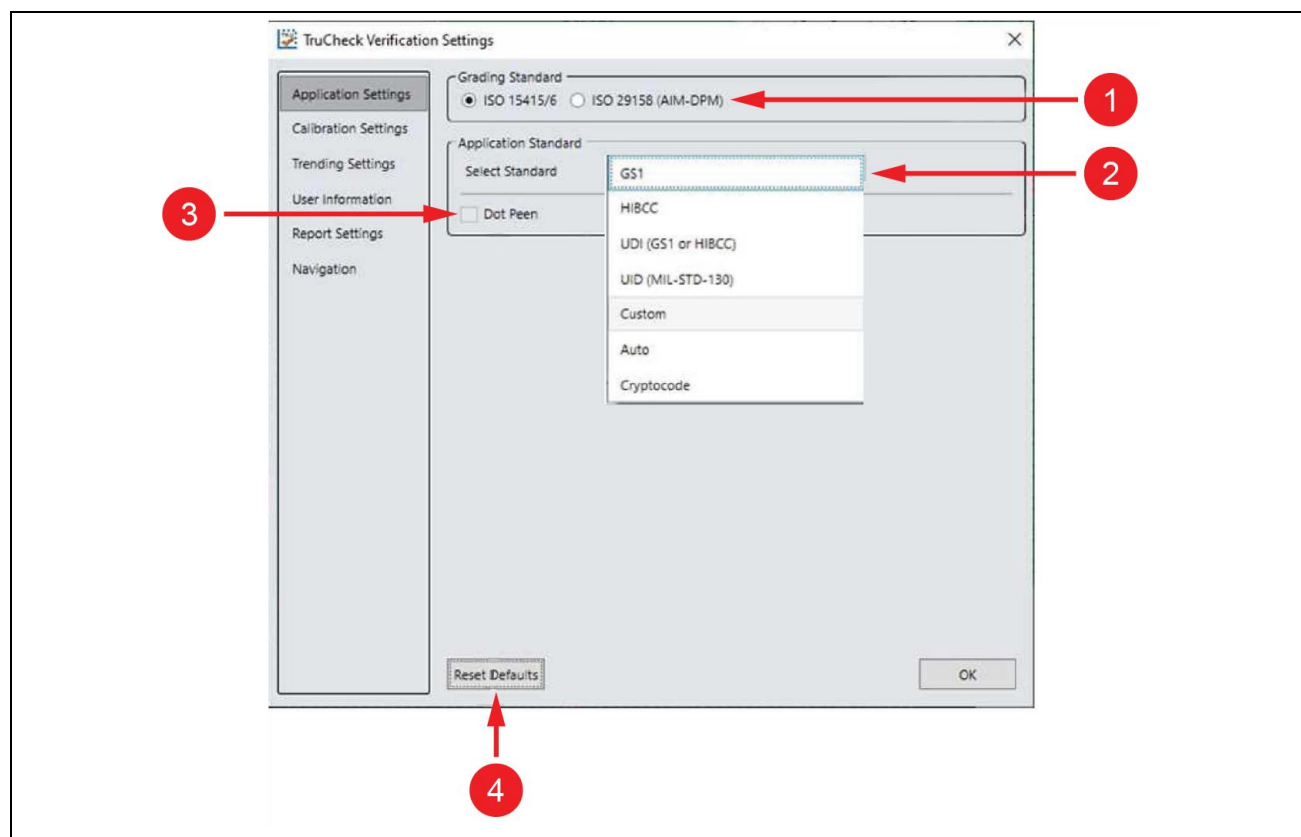 TruCheck Verification Settings
Application Settings
Calibration Settings
Trending Settings
User Information
Report Settings
Navigation
Grading Standard
ISO 15415/6 ISO 29158 (AIM-DPM)
1
Application Standard
Select Standard GS1
2
3
Dot Peen
HIBCC
UDI (GS1 or HIBCC)
UID (MIL-STD-130)
Custom
Auto
Cryptocode
Reset Defaults
OK
4